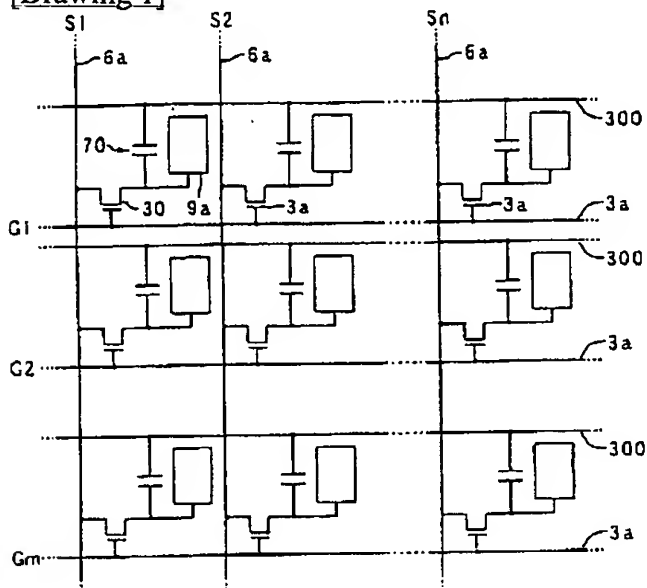 [Drawing 1]
S1 S2 Sn
6a 6a 6a
300
70
30 9a 3a 3a
G1 3a
300
G2 3a
300
Gm 3a